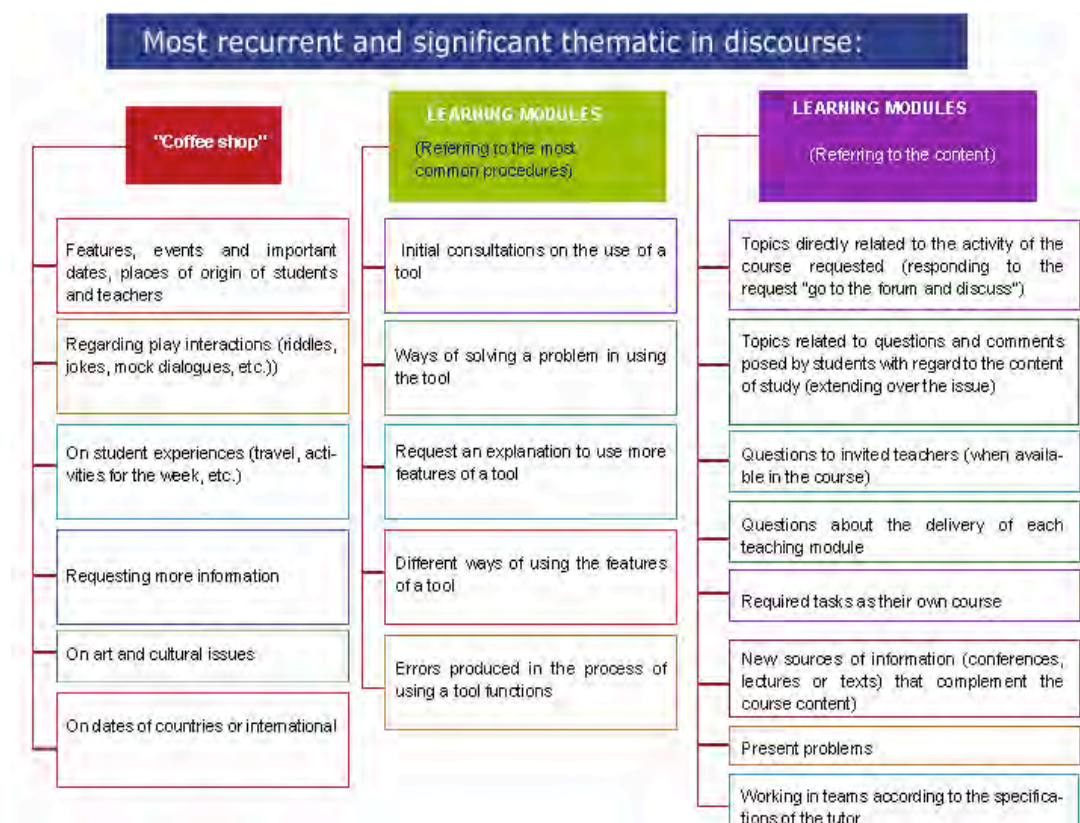 Most recurrent and significant thematic in discourse:
"Coffee shop"
Features, events and important
dates, places of origin of students
and teachers
Regarding play interactions (riddles,
jokes, mock dialogues, etc.))
On student experiences (travel, acti-
vities for the week, etc.)
Requesting more information
On art and cultural issues
On dates of countries or international
LEARNING MODULES
(Referring to the most
common procedures)
Initial consultations on the use of a
tool
Ways of solving a problem in using
the tool
Request an explanation to use more
features of a tool
Different ways of using the features
of a tool
Errors produced in the process of
using a tool functions
LEARNING MODULES
(Referring to the content)
Topics directly related to the activity of the
course requested (responding to the
request "go to the forum and discuss")
Topics related to questions and comments
posed by students with regard to the content
of study (extending over the issue)
Questions to invited teachers (when availa-
ble in the course)
Questions about the delivery of each
teaching module
Required tasks as their own course
New sources of information (conferences,
lectures or texts) that complement the
course content)
Present problems
Working in teams according to the specifica-
tions of the tutor